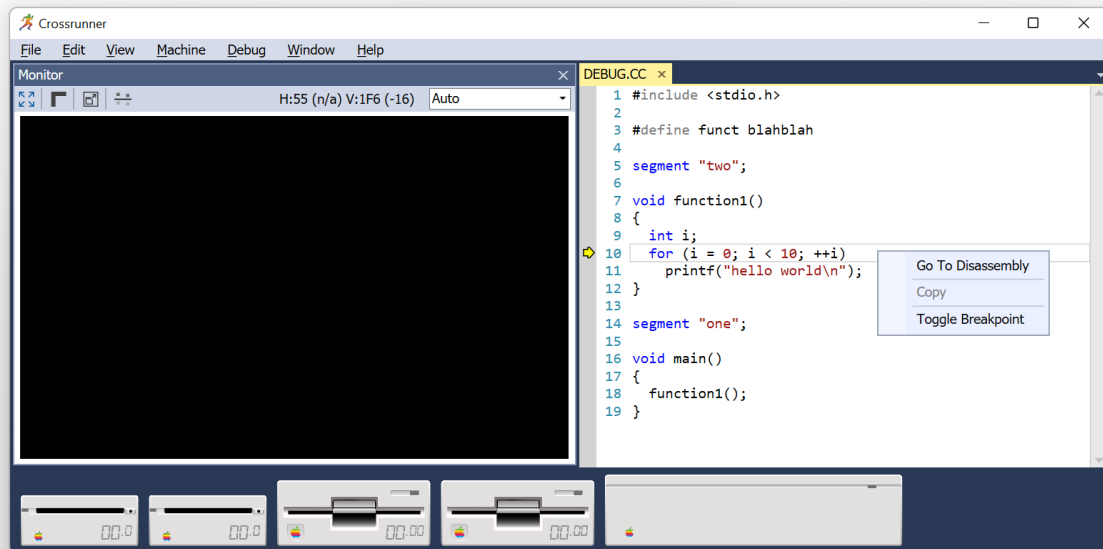 Crossrunner
File Edit View Machine Debug Window Help
Monitor
H:55 (n/a) V:1F6 (-16) Auto
DEBUG.CC
1 #include <stdio.h>
2
3 #define funct blahblah
4
5 segment "two";
6
7 void function1()
8 {
9 int i;
10 for (i = 0; i < 10; ++i)
11 printf("hello world\n");
12 }
13
14 segment "one";
15
16 void main()
17 {
18 function1();
19 }
Go To Disassembly
Copy
Toggle Breakpoint
00.0
00.0
00.00
00.00